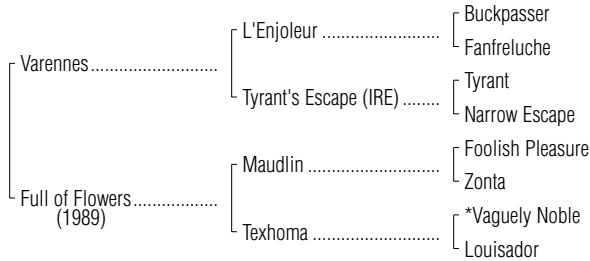 Buckpasser
L'Enjoleur ........................
Fanfreluche
Varennes..........................
Tyrant
Tyrant's Escape (IRE) ........
Narrow Escape
Foolish Pleasure
Maudlin ...........................
Zonta
Full of Flowers.................
(1989)
*Vaguely Noble
Texhoma ..........................
Louisador